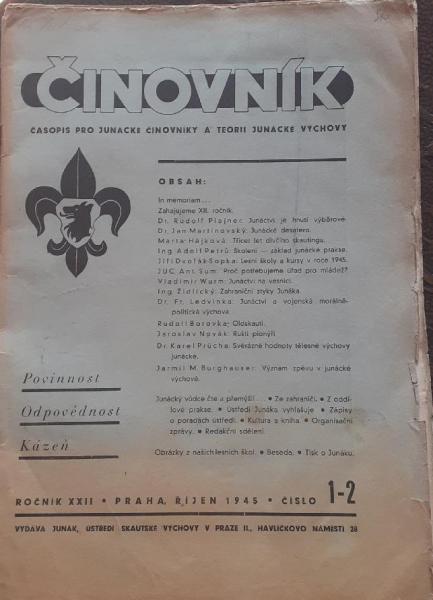 ČINOVNÍK
ČASOPIS PRO JUNÁCKÉ ČINOVNÍKY A TEORII JUNÁCKÉ VÝCHOVY
OBSAH:
In memoriam...
Zahajujeme XII. ročník.
Dr. Rudolf Plajner: Junáctví je hnutí výběrové.
Dr. Jan Martinovský: Junácké desatero.
Marta Hájková: Třicet let dívčího skautingu.
Ing. Adolf Petrů: Školení — základ junácké prakse.
Jiří Dvořák-Sopka: Lesní školy a kursy v roce 1945.
JUC. Ant. Sum: Proč potřebujeme úřad pro mládež?
Vladimír Wurm: Junáctví na vesnici.
Ing. Zielický: Zahraniční styky Junáka.
Dr. Fr. Ledvinka: Junáctví a vojenská morálně-
politická výchova.
Rudolf Borovka: Oldskauti.
Jaroslav Novák: Ruští pionýři.
Dr. Karel Průcha: Svérázné hodnoty tělesné výchovy
junácké.
Jarmil M. Burghauser: Význam zpěvu v junácké
výchově.
Povinnost
Odpovědnost
Kázeň
Junácký vůdce čte a přemýšlí... • Ze zahraničí. • Z oddí-
lové prakse. • Ústředí Junáka vyhlašuje. • Zápisy
o poradách ústředí. • Kultura a kniha. • Organisační
zprávy. • Redakční sdělení.
Obrázky z našich lesních škol. • Beseda. • Tisk o Junáku.
ROČNÍK XXII • PRAHA, ŘÍJEN 1945 • ČÍSLO 1-2
VYDÁVÁ JUNÁK, ÚSTŘEDÍ SKAUTSKÉ VÝCHOVY V PRAZE II., HAVLÍČKOVO NÁMĚSTÍ 28